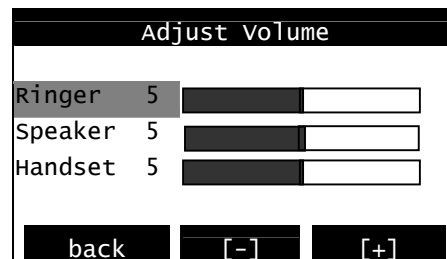 Adjust Volume
Ringer 5
Speaker 5
Handset 5
back [-] [+]